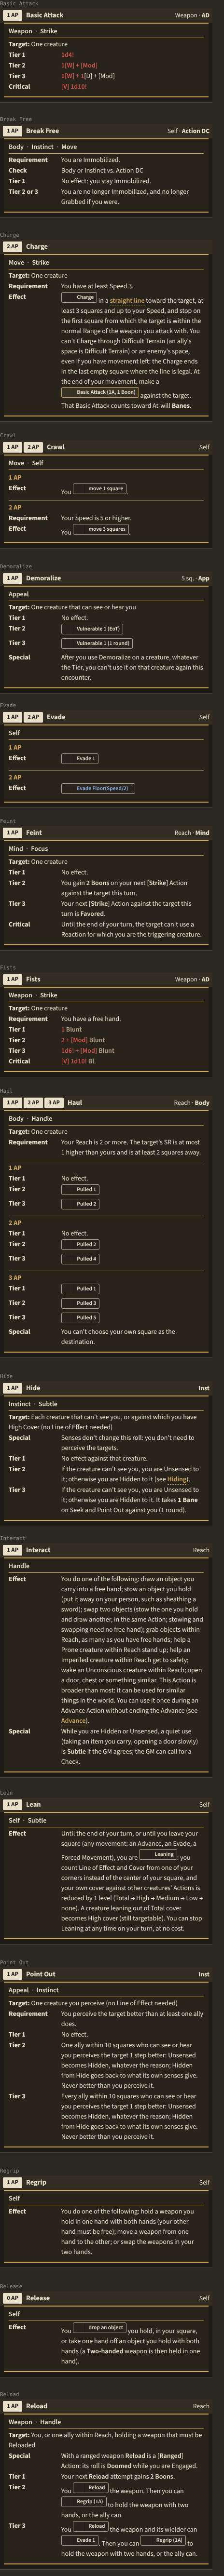 Basic Attack
1 AP Basic Attack Weapon · AD
Weapon · Strike
Target: One creature
Tier 1 1d4!
Tier 2 1[W] + [Mod]
Tier 3 1[W] + 1[D] + [Mod]
Critical [V] 1d10!
Break Free
1 AP Break Free Self · Action DC
Body · Instinct · Move
Requirement You are Immobilized.
Check Body or Instinct vs. Action DC
Tier 1 No effect: you stay Immobilized.
Tier 2 or 3 You are no longer Immobilized, and no longer
Grabbed if you were.
Charge
2 AP Charge
Move · Strike
Target: One creature
Requirement You have at least Speed 3.
Effect Charge in a straight line toward the target, at
least 3 squares and up to your Speed, and stop on
the first square from which the target is within the
normal Range of the weapon you attack with. You
can't Charge through Difficult Terrain (an ally's
space is Difficult Terrain) or an enemy's space,
even if you have Speed left: the Charge ends
in the last empty square where the line is legal. At
the end of your movement, make a
Basic Attack (1A, 1 Boon) against the target.
That Basic Attack counts toward At-will Banes.
Crawl
1 AP 2 AP Crawl Self
Move · Self
1 AP
Effect You move 1 square.
2 AP
Requirement Your Speed is 5 or higher.
Effect You move 3 squares.
Demoralize
1 AP Demoralize 5 sq. · App
Appeal
Target: One creature that can see or hear you
Tier 1 No effect.
Tier 2 Vulnerable 1 (EoT)
Tier 3 Vulnerable 1 (1 round)
Special After you use Demoralize on a creature, whatever
the Tier, you can't use it on that creature again this
encounter.
Evade
1 AP 2 AP Evade Self
Self
1 AP
Effect Evade 1
2 AP
Effect Evade Floor(Speed/2)
Feint
1 AP Feint Reach · Mind
Mind · Focus
Target: One creature
Tier 1 No effect.
Tier 2 You gain 2 Boons on your next [Strike] Action
against the target this turn.
Tier 3 Your next [Strike] Action against the target this
turn is Favored.
Critical Until the end of your turn, the target can't use a
Reaction for which you are the triggering creature.
Fists
1 AP Fists Weapon · AD
Weapon · Strike
Target: One creature
Requirement You have a free hand.
Tier 1 1 Blunt
Tier 2 2 + [Mod] Blunt
Tier 3 1d6! + [Mod] Blunt
Critical [V] 1d10! Bl.
Haul
1 AP 2 AP 3 AP Haul Reach · Body
Body · Handle
Target: One creature
Requirement Your Reach is 2 or more. The target's SR is at most
1 higher than yours and is at least 2 squares away.
1 AP
Tier 1 No effect.
Tier 2 Pulled 1
Tier 3 Pulled 2
2 AP
Tier 1 No effect.
Tier 2 Pulled 2
Tier 3 Pulled 4
3 AP
Tier 1 Pulled 1
Tier 2 Pulled 3
Tier 3 Pulled 5
Special You can't choose your own square as the
destination.
Hide
1 AP Hide Inst
Instinct · Subtle
Target: Each creature that can't see you, or against which you have
High Cover (no Line of Effect needed)
Special Senses don't change this roll: you don't need to
perceive the targets.
Tier 1 No effect against that creature.
Tier 2 If the creature can't see you, you are Unsensed to
it; otherwise you are Hidden to it (see Hiding).
Tier 3 If the creature can't see you, you are Unsensed to
it; otherwise you are Hidden to it. It takes 1 Bane
on Seek and Point Out against you (1 round).
Interact
1 AP Interact Reach
Handle
Effect You do one of the following: draw an object you
carry into a free hand; stow an object you hold
(put it away on your person, such as sheathing a
sword); swap two objects (stow the one you hold
and draw another, in the same Action; stowing and
swapping need no free hand); grab objects within
Reach, as many as you have free hands; help a
Prone creature within Reach stand up; help an
Imperiled creature within Reach get to safety;
wake an Unconscious creature within Reach; open
a door, chest or something similar. This Action is
broader than most: it can be used for similar
things in the world. You can use it once during an
Advance Action without ending the Advance (see
Advance).
Special While you are Hidden or Unsensed, a quiet use
(taking an item you carry, opening a door slowly)
is Subtle if the GM agrees; the GM can call for a
Check.
Lean
1 AP Lean Self
Self · Subtle
Effect Until the end of your turn, or until you leave your
square (any movement: an Advance, an Evade, a
Forced Movement), you are Leaning: you
count Line of Effect and Cover from one of your
corners instead of the center of your square, and
your own cover against other creatures' Actions is
reduced by 1 level (Total → High → Medium → Low →
none). A creature leaning out of Total cover
becomes High cover (still targetable). You can stop
Leaning at any time on your turn, at no cost.
Point Out
1 AP Point Out Inst
Appeal · Instinct
Target: One creature you perceive (no Line of Effect needed)
Requirement You perceive the target better than at least one ally
does.
Tier 1 No effect.
Tier 2 One ally within 10 squares who can see or hear
you perceives the target 1 step better: Unsensed
becomes Hidden, whatever the reason; Hidden
from Hide goes back to what its own senses give.
Never better than you perceive it.
Tier 3 Every ally within 10 squares who can see or hear
you perceives the target 1 step better: Unsensed
becomes Hidden, whatever the reason; Hidden
from Hide goes back to what its own senses give.
Never better than you perceive it.
Regrip
1 AP Regrip Self
Self
Effect You do one of the following: hold a weapon you
hold in one hand with both hands (your other
hand must be free); move a weapon from one
hand to the other; or swap the weapons in your
two hands.
Release
0 AP Release Self
Self
Effect You drop an object you hold, in your square,
or take one hand off an object you hold with both
hands (a Two-handed weapon is then held in one
hand).
Reload
1 AP Reload Reach
Weapon · Handle
Target: You, or one ally within Reach, holding a weapon that must be
Reloaded
Special With a ranged weapon Reload is a [Ranged]
Action: its roll is Doomed while you are Engaged.
Tier 1 Your next Reload attempt gains 2 Boons.
Tier 2 You Reload the weapon. Then you can
Regrip (1A) to hold the weapon with two
hands, or the ally can.
Tier 3 You Reload the weapon and its wielder can
Evade 1. Then you can Regrip (1A) to
hold the weapon with two hands, or the ally can.